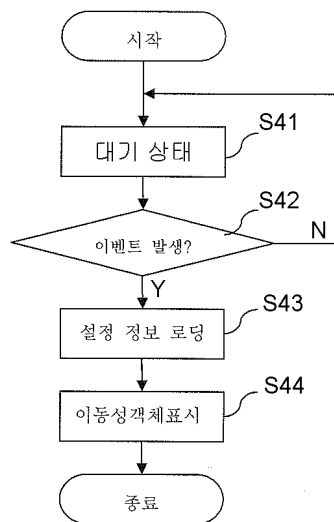 시작
대기 상태
S41
이벤트 발생?
S42
N
Y
설정 정보 로딩
S43
이동성객체표시
S44
종료